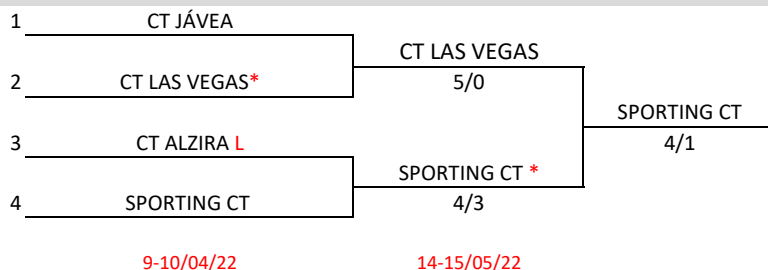 1 CT JÁVEA
CT LAS VEGAS
2 CT LAS VEGAS*
5/0
SPORTING CT
3 CT ALZIRA L
4/1
SPORTING CT *
4 SPORTING CT
4/3
9-10/04/22
14-15/05/22